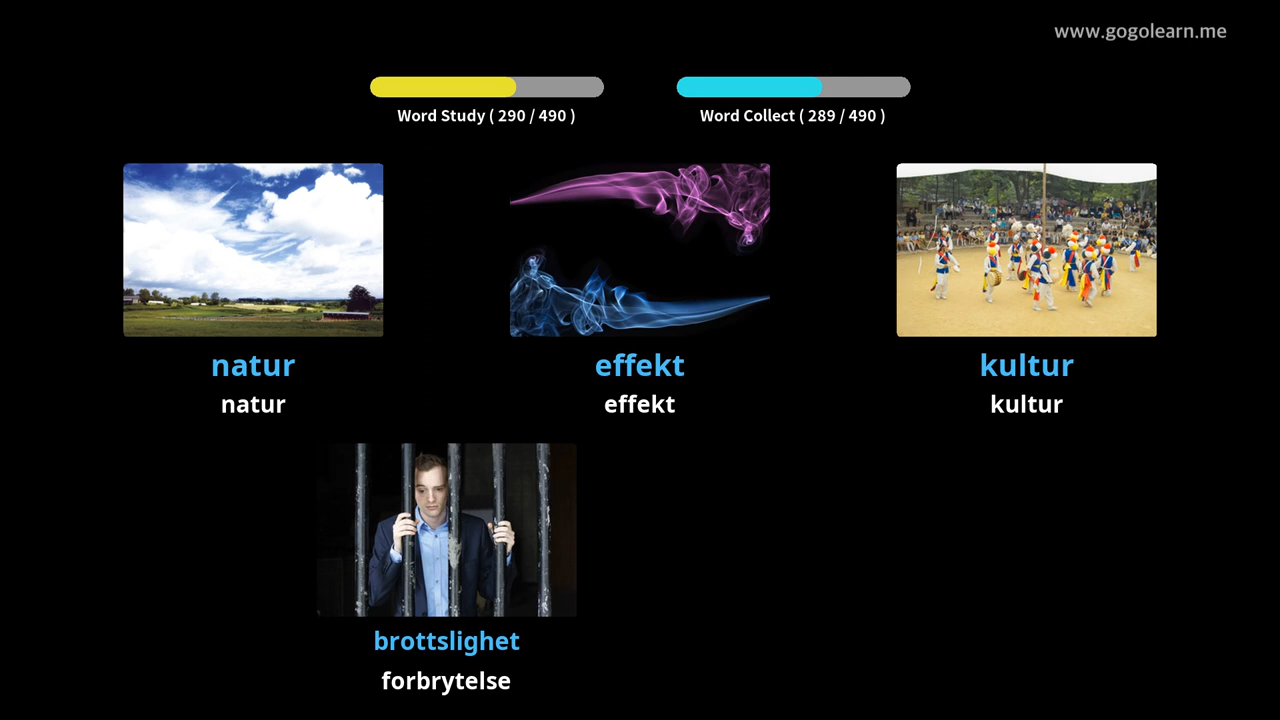 www.gogolearn.me
Word Study ( 290 / 490 )
Word Collect ( 289 / 490 )
natur
effekt
kultur
natur
effekt
kultur
brottslighet
forbrytelse